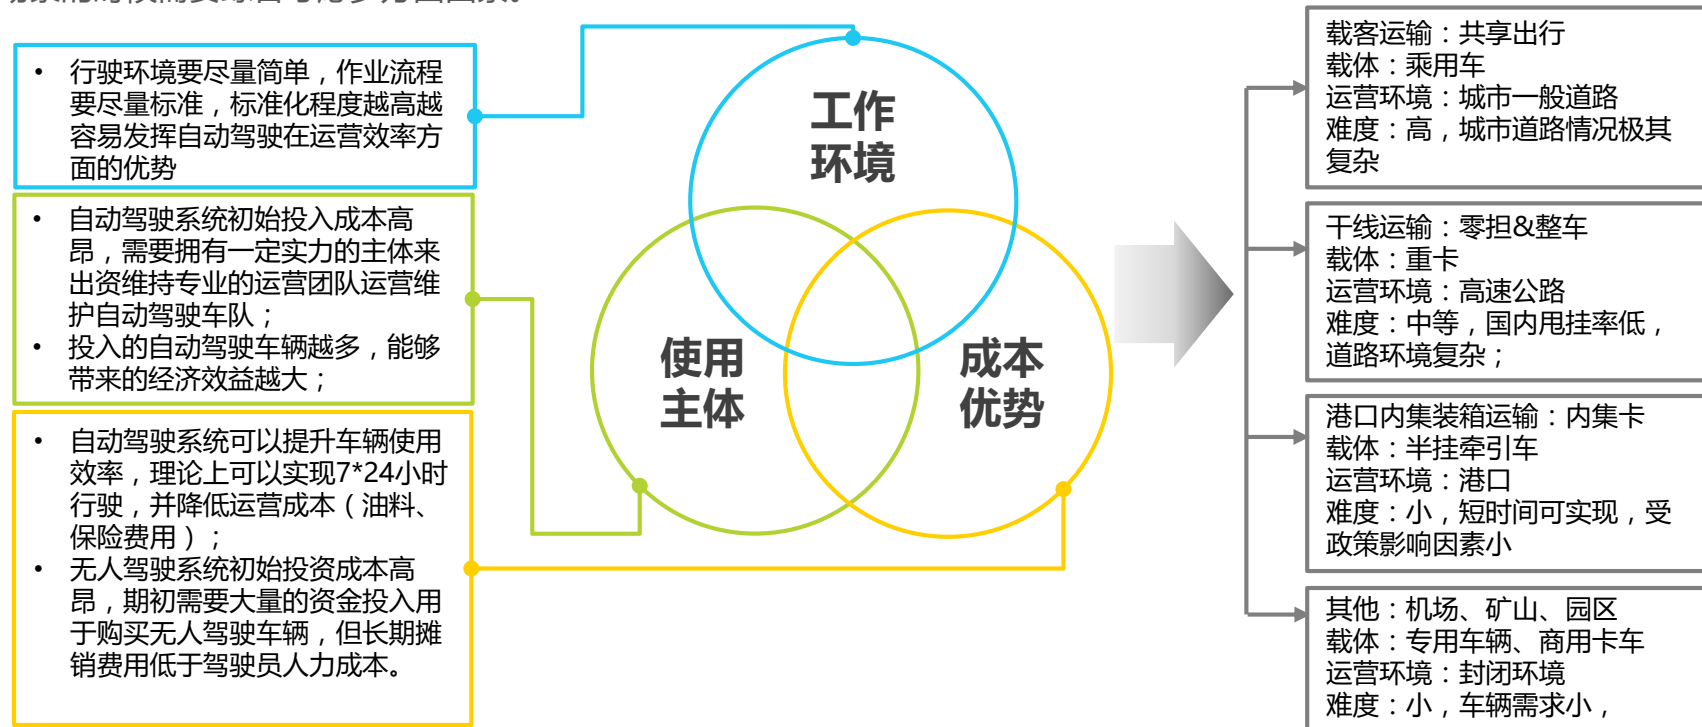 • 行驶环境要尽量简单，作业流程
要尽量标准，标准化程度越高越
容易发挥自动驾驶在运营效率方
面的优势
• 自动驾驶系统初始投入成本高
昂，需要拥有一定实力的主体来
出资维持专业的运营团队运营维
护自动驾驶车队；
• 投入的自动驾驶车辆越多，能够
带来的经济效益越大；
• 自动驾驶系统可以提升车辆使用
效率，理论上可以实现7*24小时
行驶，并降低运营成本（油料、
保险费用）；
• 无人驾驶系统初始投资成本高
昂，期初需要大量的资金投入用
于购买无人驾驶车辆，但长期摊
销费用低于驾驶员人力成本。
工作
环境
使用
主体
成本
优势
载客运输：共享出行
载体：乘用车
运营环境：城市一般道路
难度：高，城市道路情况极其
复杂
干线运输：零担&整车
载体：重卡
运营环境：高速公路
难度：中等，国内甩挂率低，
道路环境复杂；
港口内集装箱运输：内集卡
载体：半挂牵引车
运营环境：港口
难度：小，短时间可实现，受
政策影响因素小
其他：机场、矿山、园区
载体：专用车辆、商用卡车
运营环境：封闭环境
难度：小，车辆需求小，